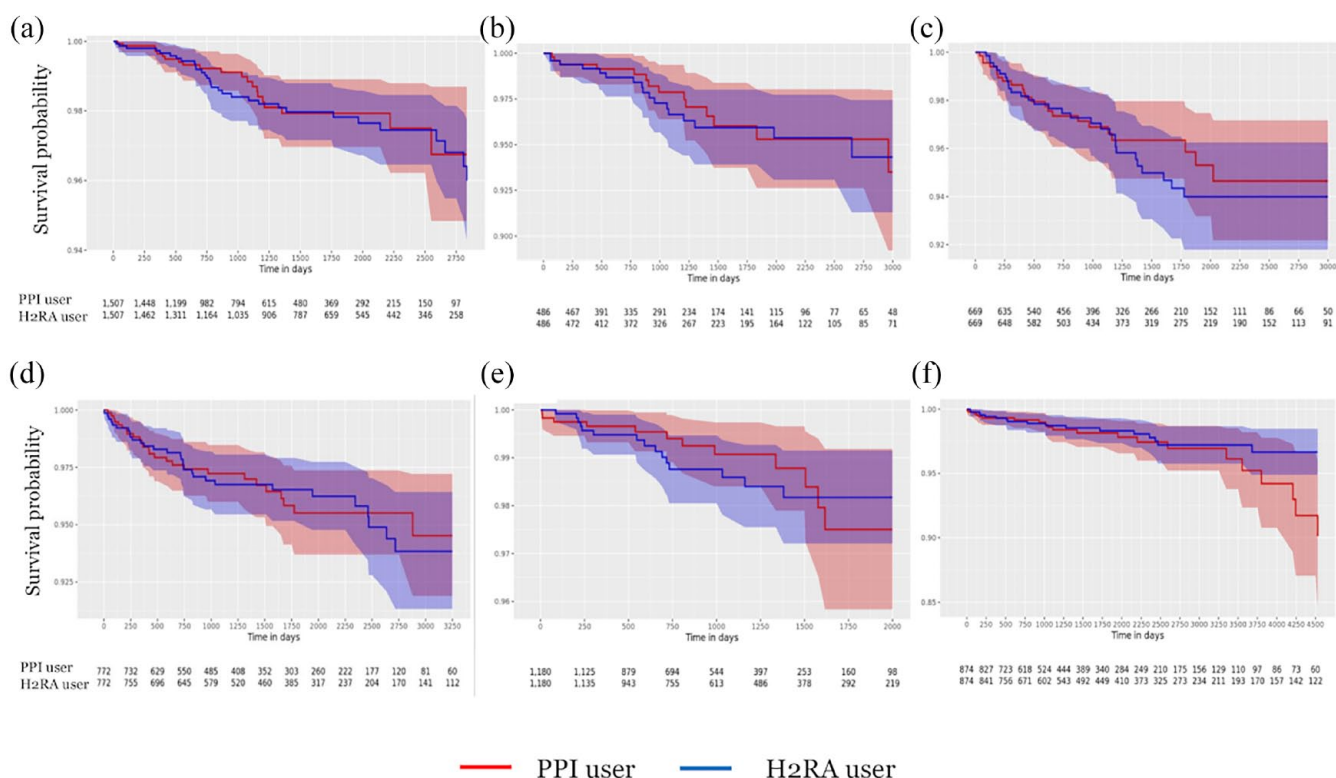 (a)
Survival probability
1.00
0.98
0.96
0.94
0 250 500 750 1000 1250 1500 1750 2000 2250 2500 2750
Time in days
PPI user 1,507 1,448 1,199 982 794 615 480 369 292 215 150 97
H2RA user 1,507 1,462 1,311 1,164 1,035 906 787 659 545 442 346 258
(b)
1.000
0.975
0.950
0.925
0.900
0 250 500 750 1000 1250 1500 1750 2000 2250 2500 2750 3000
Time in days
486 467 391 335 291 234 174 141 115 96 77 65 48
486 472 412 372 326 267 223 195 164 122 105 85 71
(c)
1.00
0.98
0.96
0.94
0.92
0 250 500 750 1000 1250 1500 1750 2000 2250 2500 2750 3000
Time in days
669 635 540 456 396 326 266 210 152 111 86 66 50
669 648 582 503 434 373 319 275 219 190 152 113 91
(d)
Survival probability
1.000
0.975
0.950
0.925
0 250 500 750 1000 1250 1500 1750 2000 2250 2500 2750 3000 3250
Time in days
PPI user 772 732 629 550 485 408 352 303 260 222 177 120 81 60
H2RA user 772 755 696 645 579 520 460 385 317 237 204 170 141 112
(e)
1.00
0.99
0.98
0.97
0.96
0 250 500 750 1000 1250 1500 1750 2000
Time in days
1,180 1,125 879 694 544 397 253 160 98
1,180 1,135 943 755 613 486 378 292 219
(f)
1.00
0.95
0.90
0.85
0 250 500 750 1000 1250 1500 1750 2000 2250 2500 2750 3000 3250 3500 3750 4000 4250 4500
Time in days
874 827 723 618 524 444 389 340 284 249 210 175 156 129 110 97 86 73 60
874 841 756 671 602 543 492 449 410 373 325 273 234 211 193 170 157 142 122
PPI user H2RA user